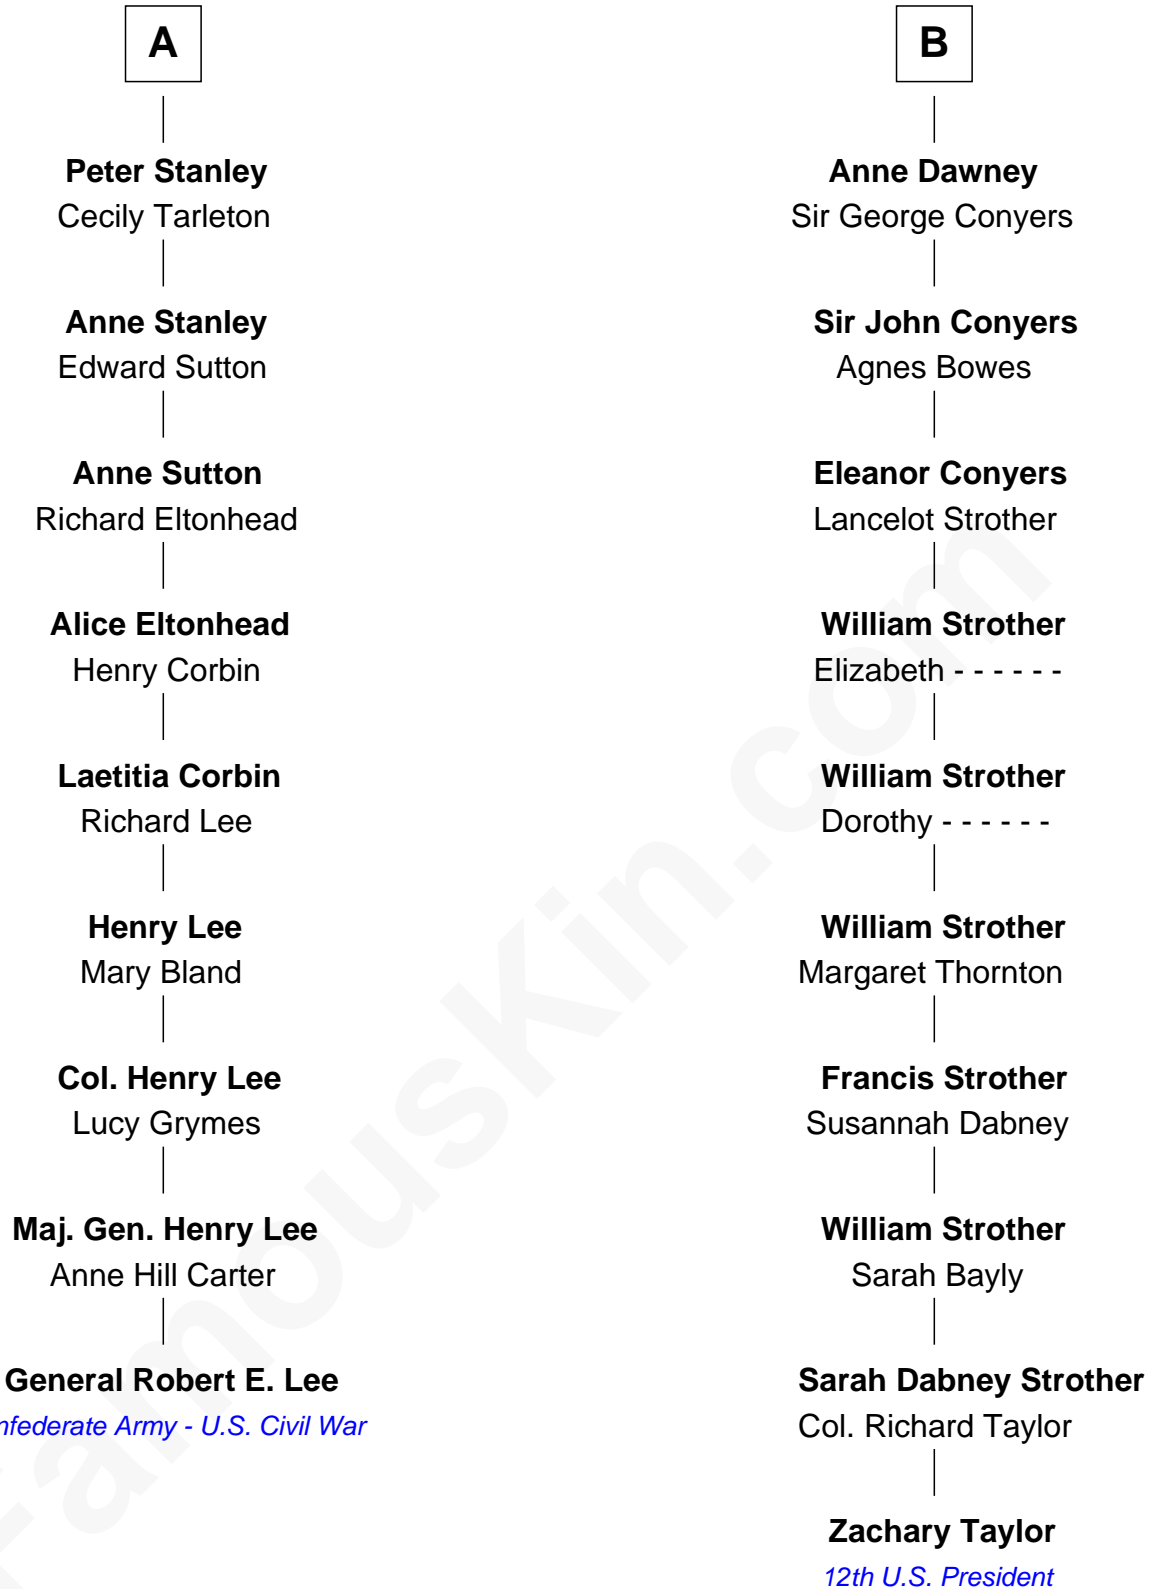 A
Peter Stanley
Cecily Tarleton
Anne Stanley
Edward Sutton
Anne Sutton
Richard Eltonhead
Alice Eltonhead
Henry Corbin
Laetitia Corbin
Richard Lee
Henry Lee
Mary Bland
Col. Henry Lee
Lucy Grymes
Maj. Gen. Henry Lee
Anne Hill Carter
General Robert E. Lee
nfederate Army - U.S. Civil War
B
Anne Dawney
Sir George Conyers
Sir John Conyers
Agnes Bowes
Eleanor Conyers
Lancelot Strother
William Strother
Elizabeth - - - - - -
William Strother
Dorothy - - - - - -
William Strother
Margaret Thornton
Francis Strother
Susannah Dabney
William Strother
Sarah Bayly
Sarah Dabney Strother
Col. Richard Taylor
Zachary Taylor
12th U.S. President
FamousKin.com